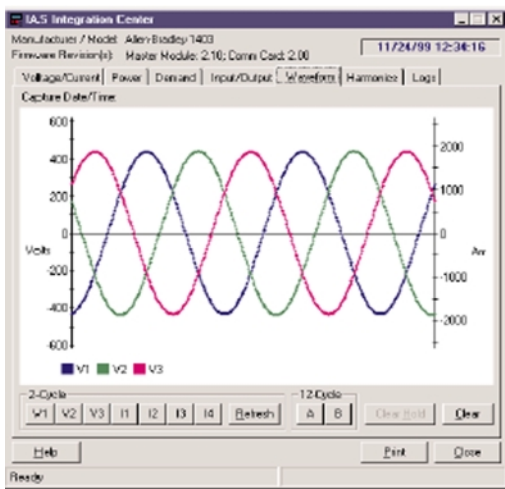 IAS Integration Center
Manufacturer / Model: Allen-Bradley 1403
Firmware Revision(s): Master Module: 2.10; Comm Card: 2.00
11/24/99 12:34:16
Voltage/Current Power Demand Input/Output Waveform Harmonics Logs
Capture Date/Time:
600
400
200
0
-200
-400
-600
Volts
2000
1000
0
-1000
-2000
V1 V2 V3
2-Cycle
V1 V2 V3 I1 I2 I3 I4 Refresh
12-Cycle
A B
Clear Hold Clear
Help Print Close
Ready